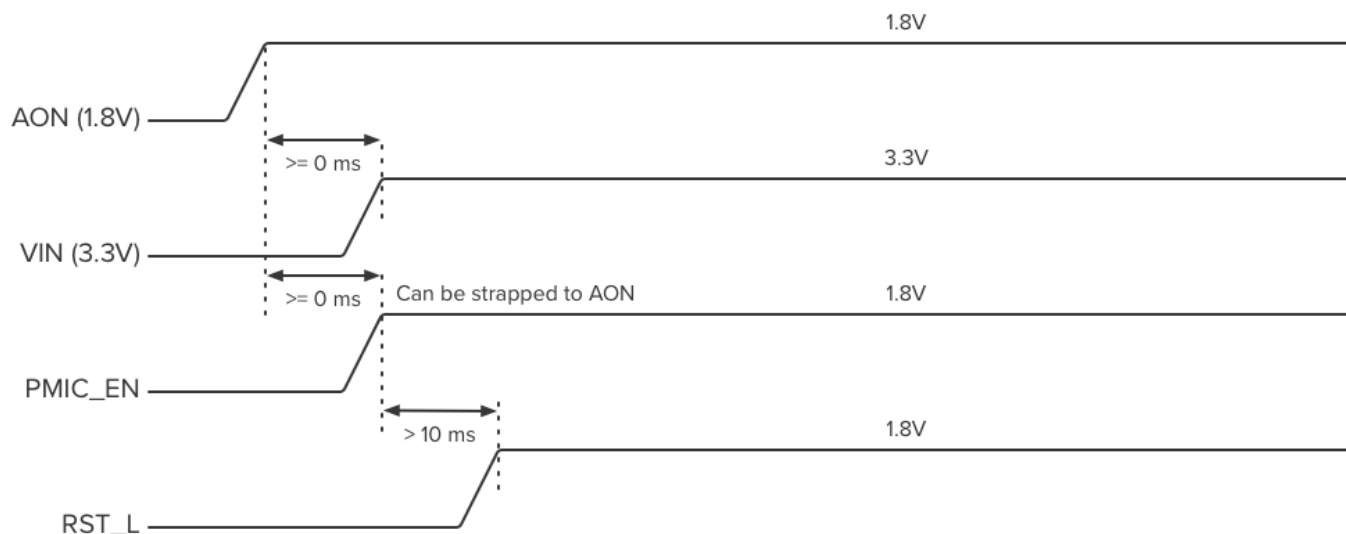 1.8V
AON (1.8V)
>= 0 ms
3.3V
VIN (3.3V)
>= 0 ms
Can be strapped to AON
1.8V
PMIC_EN
> 10 ms
1.8V
RST_L